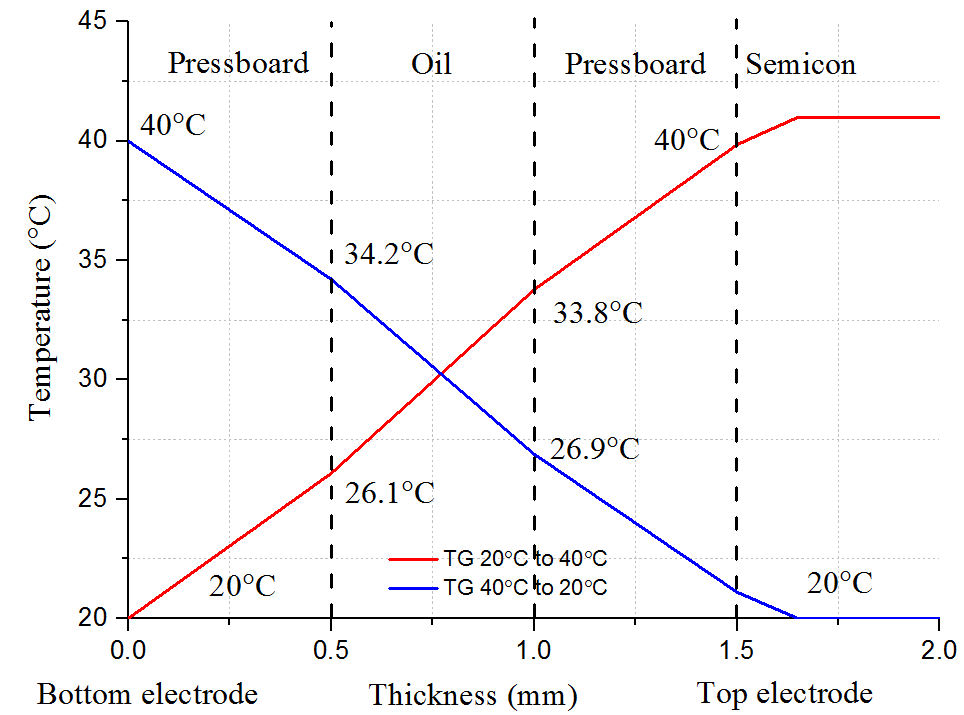 45
Pressboard Oil Pressboard Semicon
40°C
40
40°C
35
34.2°C
33.8°C
Temperature (°C)
30
26.9°C
26.1°C
25
TG 20°C to 40°C
TG 40°C to 20°C
20°C
20°C
20
0.0 0.5 1.0 1.5 2.0
Bottom electrode Thickness (mm) Top electrode